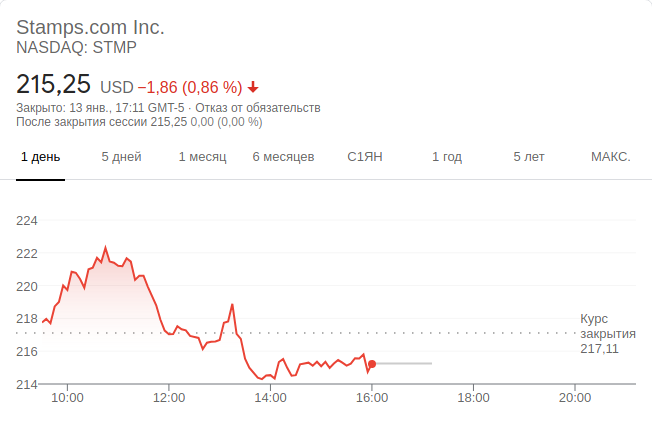 Stamps.com Inc.
NASDAQ: STMP
215,25 USD −1,86 (0,86 %)
Закрыто: 13 янв., 17:11 GMT-5 · Отказ от обязательств
После закрытия сессии 215,25 0,00 (0,00 %)
1 день 5 дней 1 месяц 6 месяцев С1ЯН 1 год 5 лет МАКС.
224
222
220
218
216
214
Курс
закрытия
217,11
10:00 12:00 14:00 16:00 18:00 20:00